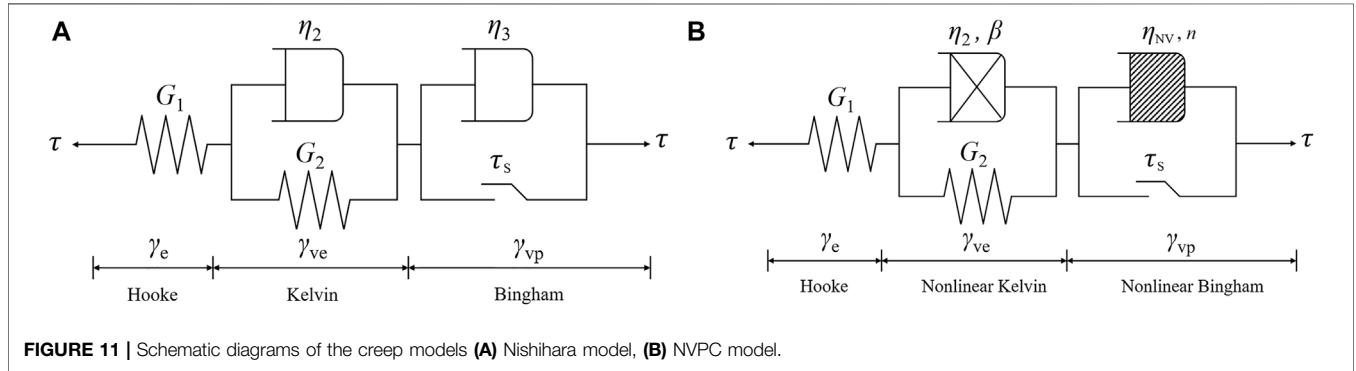 A
η2
η3
G1
τ
τ
G2
τs
γe
γve
γvp
Hooke
Kelvin
Bingham
B
η2 , β
ηNV , n
G1
τ
τ
G2
τs
γe
γve
γvp
Hooke
Nonlinear Kelvin
Nonlinear Bingham
FIGURE 11 | Schematic diagrams of the creep models (A) Nishihara model, (B) NVPC model.